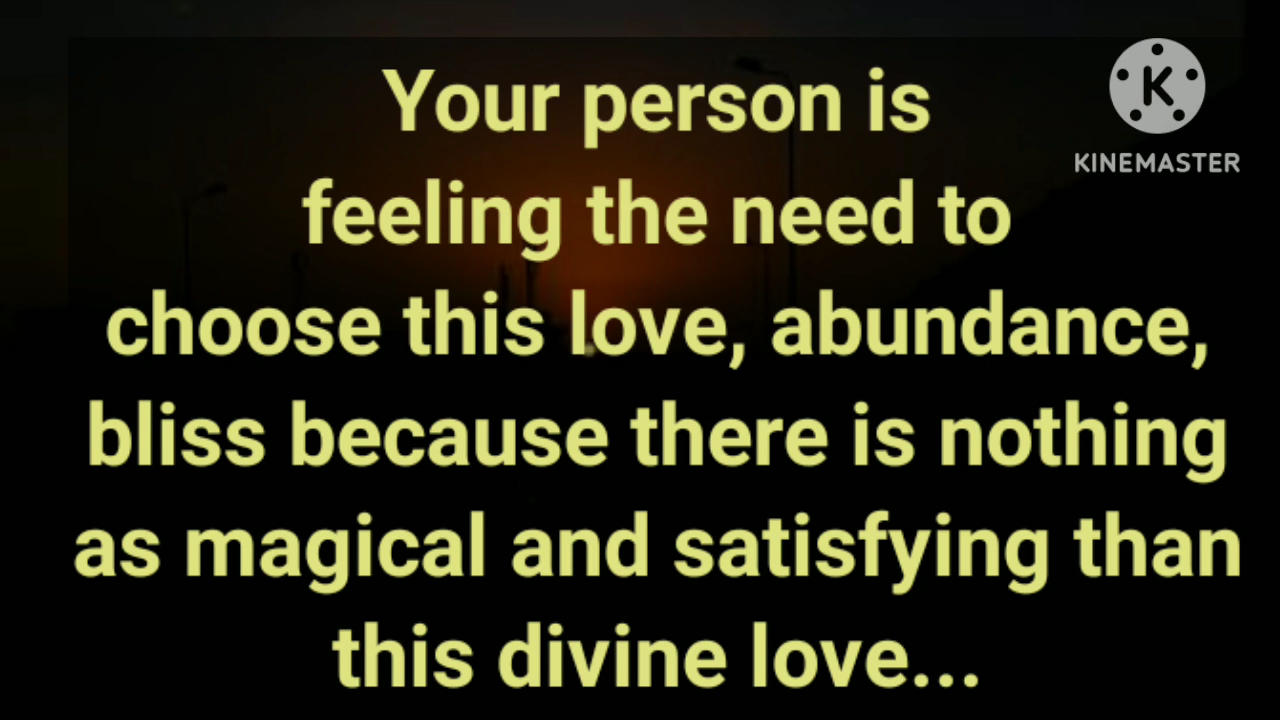 Your person is
KINEMASTER
feeling the need to
choose this love, abundance,
bliss because there is nothing
as magical and satisfying than
this divine love...